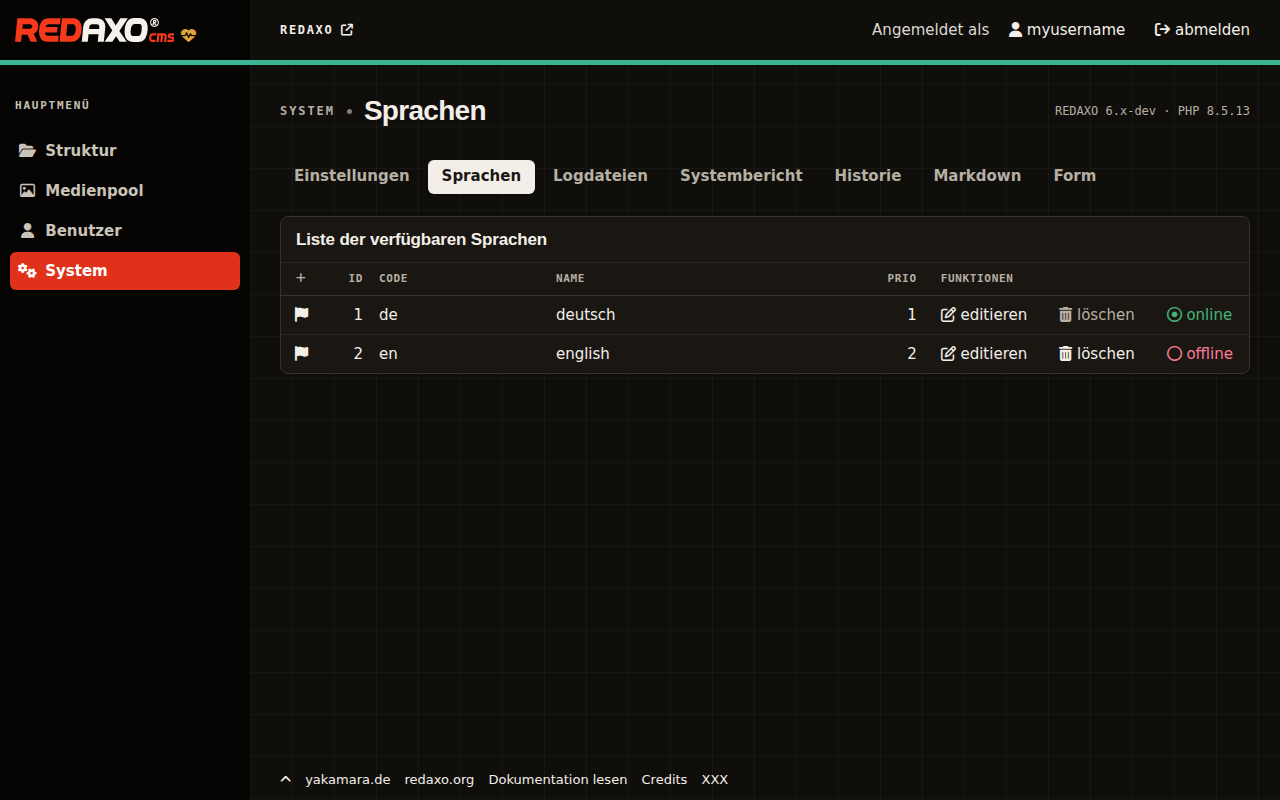 REDAXO® cms
REDAXO
Angemeldet als myusername abmelden
HAUPTMENÜ
Struktur
Medienpool
Benutzer
System
SYSTEM • Sprachen
REDAXO 6.x-dev · PHP 8.5.13
Einstellungen Sprachen Logdateien Systembericht Historie Markdown Form
Liste der verfügbaren Sprachen
+ ID CODE NAME PRIO FUNKTIONEN
1 de deutsch 1 editieren löschen online
2 en english 2 editieren löschen offline
yakamara.de redaxo.org Dokumentation lesen Credits XXX